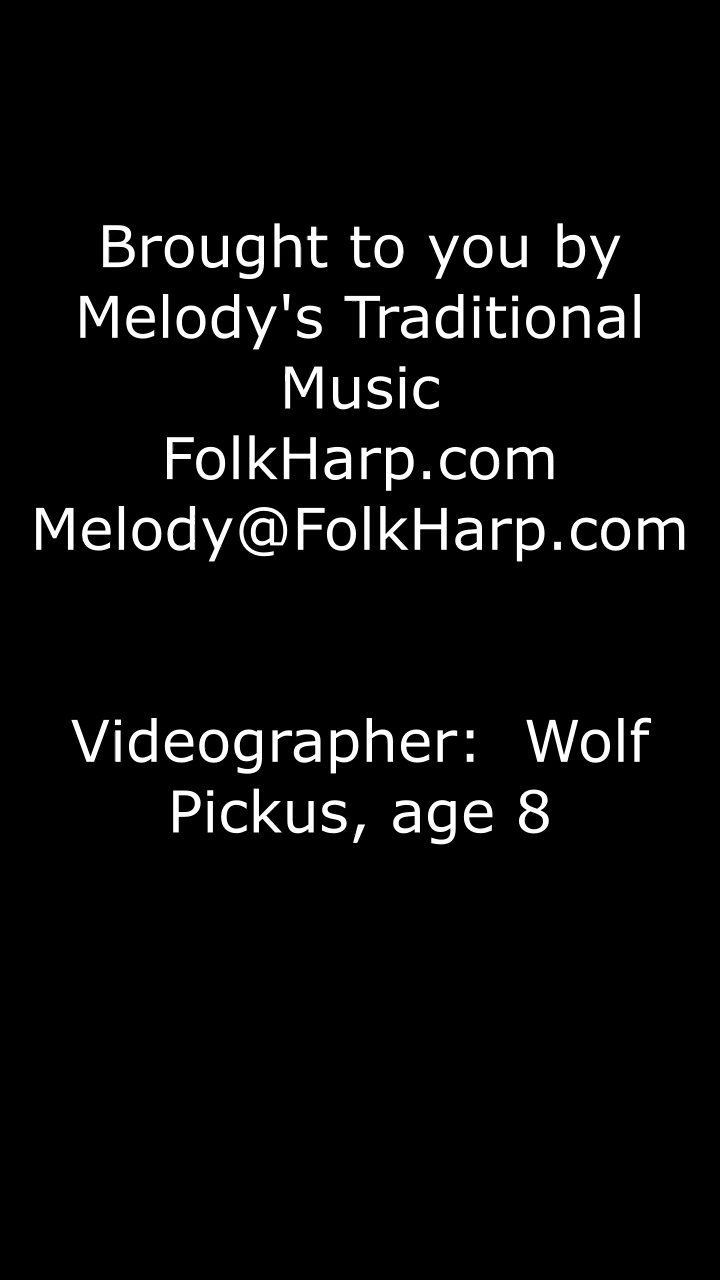 Brought to you by
Melody's Traditional
Music
FolkHarp.com
Melody@FolkHarp.com
Videographer:  Wolf
Pickus, age 8